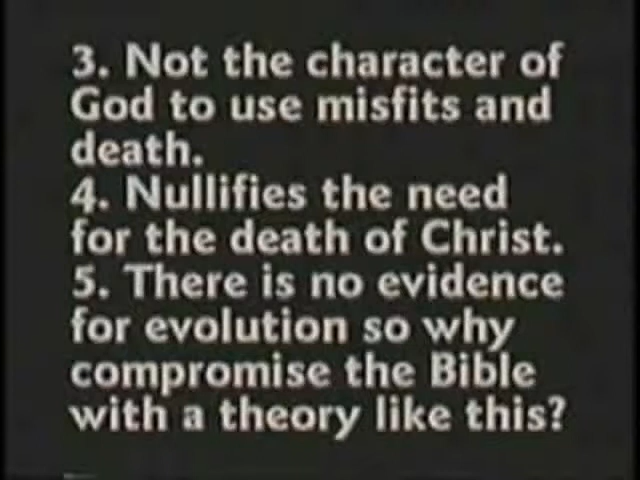 3. Not the character of
God to use misfits and
death.
4. Nullifies the need
for the death of Christ.
5. There is no evidence
for evolution so why
compromise the Bible
with a theory like this?